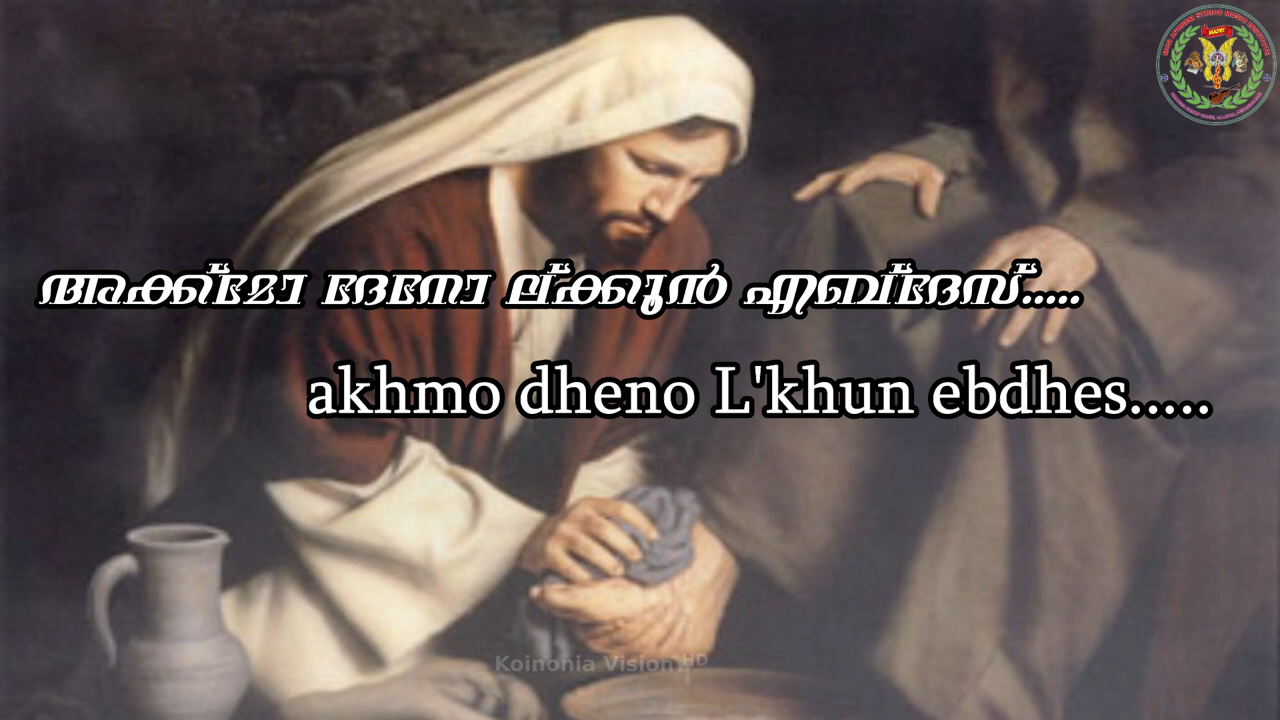 അക്ക്മോ ദേനോ ല്ക്കൂൻ എബ്ദേസ്.....
akhmo dheno L'khun ebdhes.....
Koinonia Vision HD